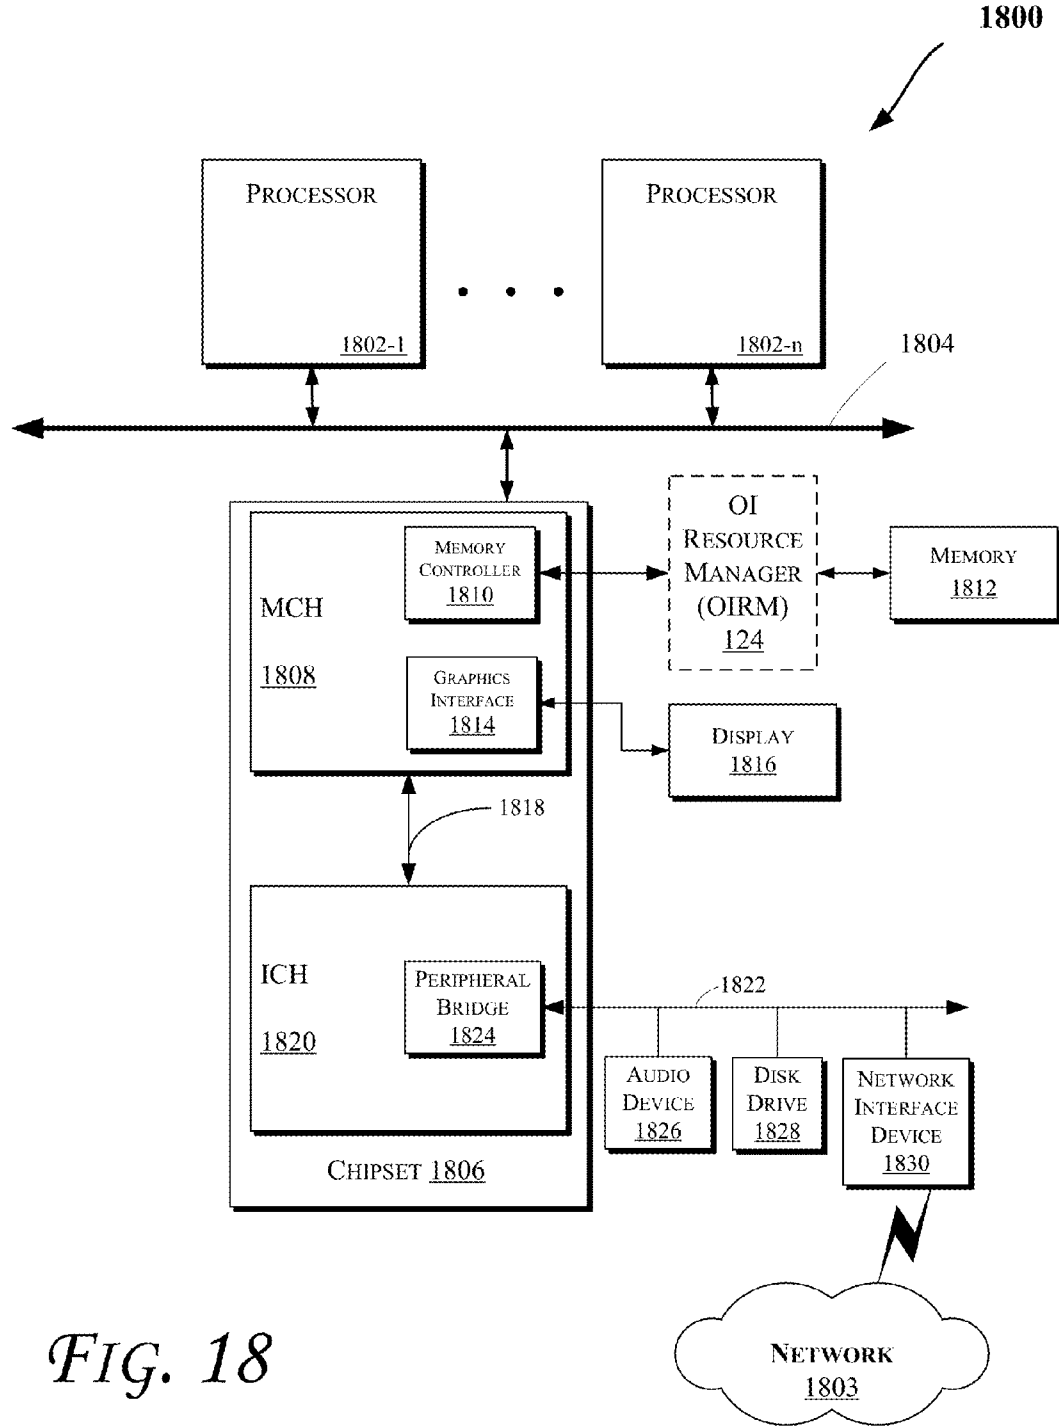 1800
PROCESSOR
1802-1
PROCESSOR
1802-n
1804
MEMORY
CONTROLLER
1810
MCH
1808
GRAPHICS
INTERFACE
1814
OI
RESOURCE
MANAGER
(OIRM)
124
MEMORY
1812
DISPLAY
1816
1818
ICH
1820
PERIPHERAL
BRIDGE
1824
1822
AUDIO
DEVICE
1826
DISK
DRIVE
1828
NETWORK
INTERFACE
DEVICE
1830
CHIPSET 1806
NETWORK
1803
FIG. 18